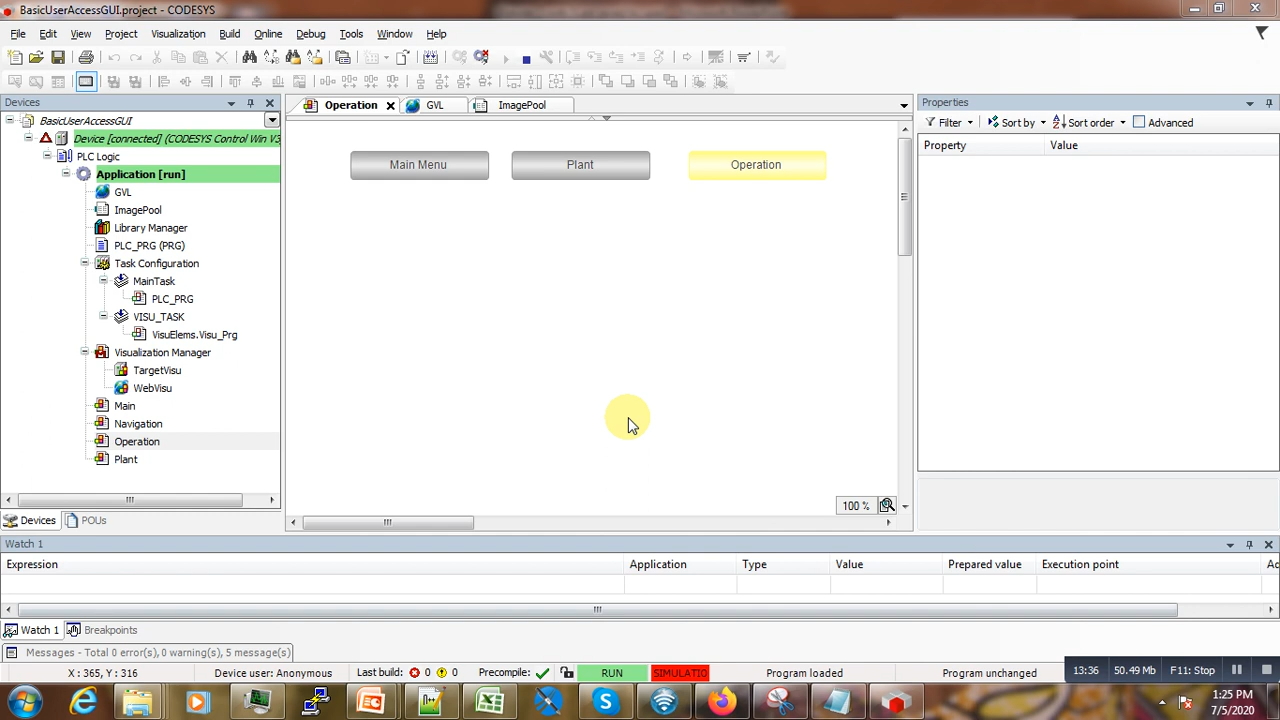 BasicUserAccessGUI.project - CODESYS
File Edit View Project Visualization Build Online Debug Tools Window Help
Devices
BasicUserAccessGUI
Device [connected] (CODESYS Control Win V3
PLC Logic
Application [run]
GVL
ImagePool
Library Manager
PLC_PRG (PRG)
Task Configuration
MainTask
PLC_PRG
VISU_TASK
VisuElems.Visu_Prg
Visualization Manager
TargetVisu
WebVisu
Main
Navigation
Operation
Plant
Devices POUs
Operation GVL ImagePool
Main Menu Plant Operation
100 %
Properties
Filter Sort by Sort order Advanced
Property Value
Watch 1
Expression Application Type Value Prepared value Execution point Ad
Watch 1 Breakpoints
Messages - Total 0 error(s), 0 warning(s), 5 message(s)
X : 365, Y : 316 Device user: Anonymous Last build: 0 0 Precompile: RUN SIMULATIO Program loaded Program unchanged
13:38 50.49 Mb F11: Stop
1:25 PM
7/5/2020